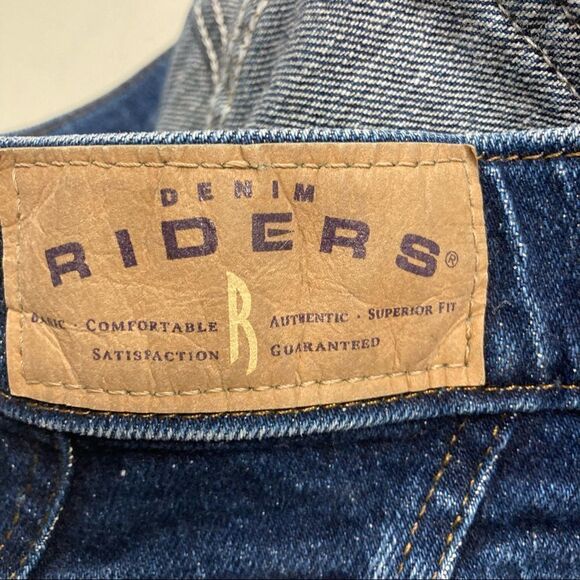 DENIM
RIDERS®
BASIC · COMFORTABLE R AUTHENTIC · SUPERIOR FIT
SATISFACTION GUARANTEED